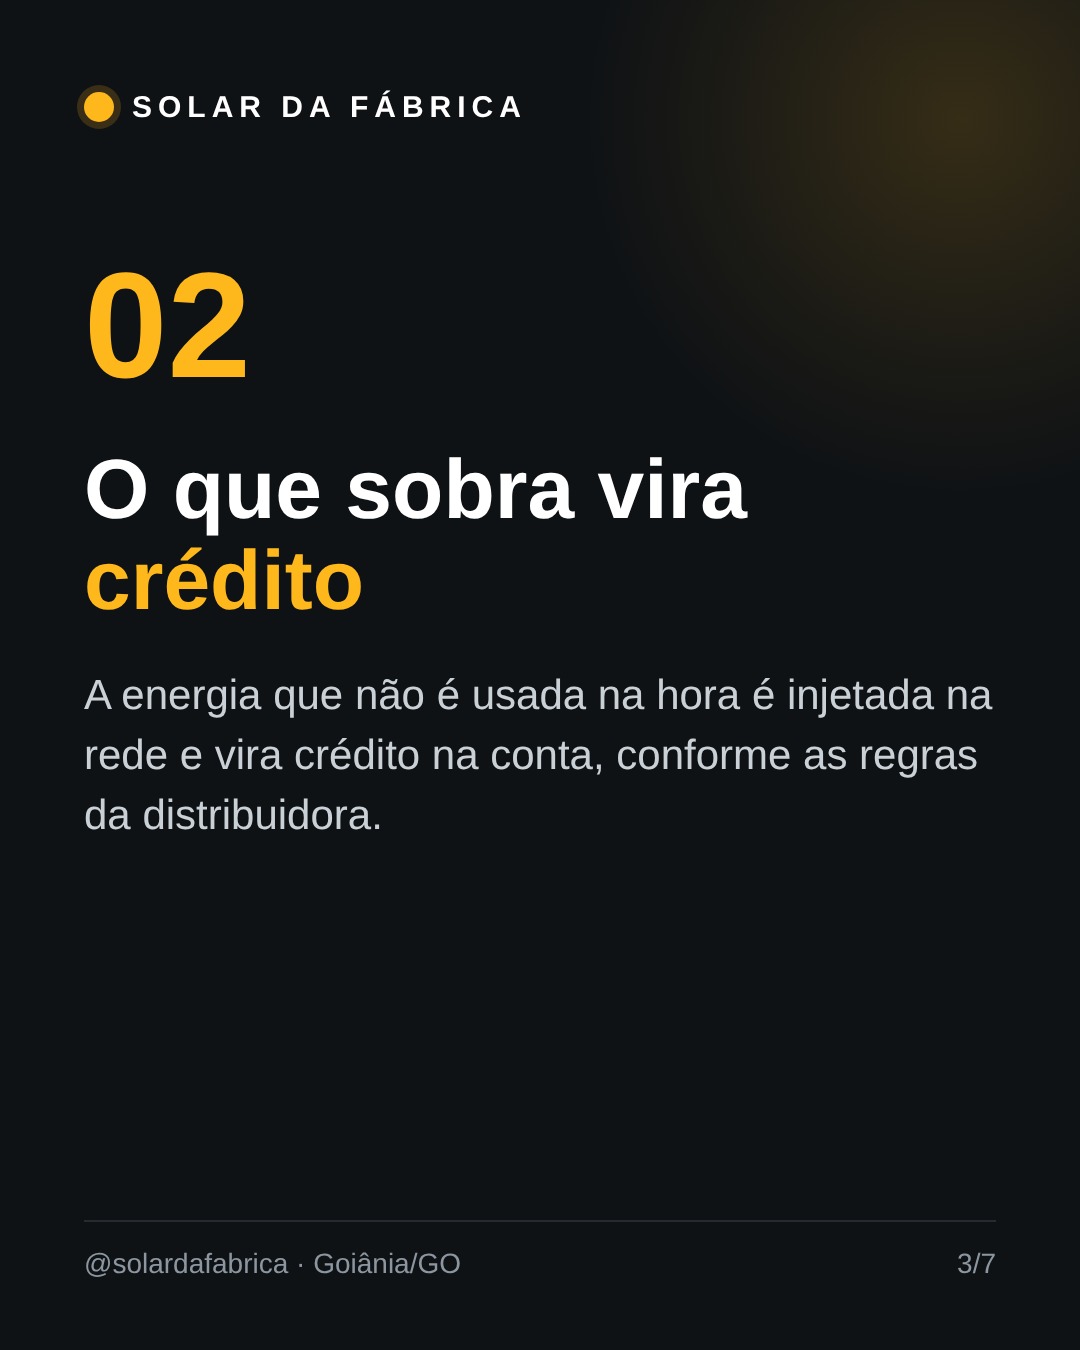 SOLAR DA FÁBRICA
02
O que sobra vira
crédito
A energia que não é usada na hora é injetada na
rede e vira crédito na conta, conforme as regras
da distribuidora.
@solardafabrica · Goiânia/GO
3/7